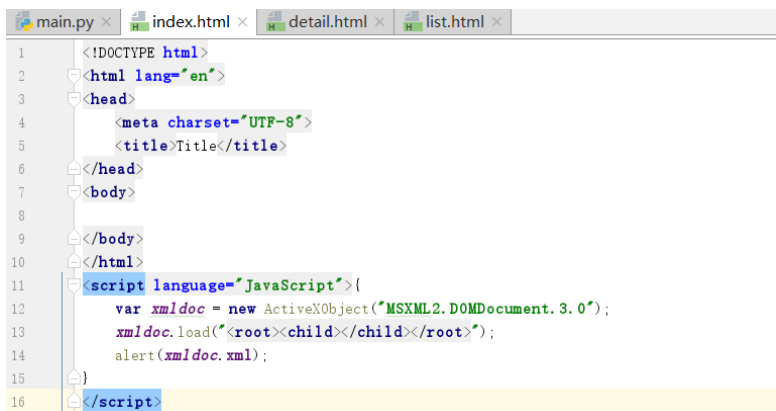 main.py × index.html × detail.html × list.html ×
1 <!DOCTYPE html>
2 <html lang="en">
3 <head>
4 <meta charset="UTF-8">
5 <title>Title</title>
6 </head>
7 <body>
8
9 </body>
10 </html>
11 <script language="JavaScript">{
12 var xmldoc = new ActiveXObject("MSXML2.DOMDocument.3.0");
13 xmldoc.load("<root><child></child></root>");
14 alert(xmldoc.xml);
15 }
16 </script>